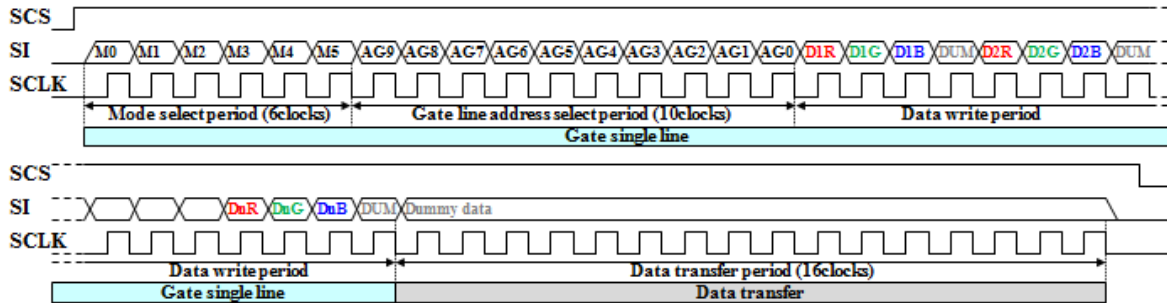 SCS
SI M0 M1 M2 M3 M4 M5 AG9 AG8 AG7 AG6 AG5 AG4 AG3 AG2 AG1 AG0 D1R D1G D1B DUM D2R D2G D2B DUM
SCLK
Mode select period (6clocks) Gate line address select period (10clocks) Data write period
Gate single line
SCS
SI DnR DnG DnB DUM Dummy data
SCLK
Data write period Data transfer period (16clocks)
Gate single line Data transfer